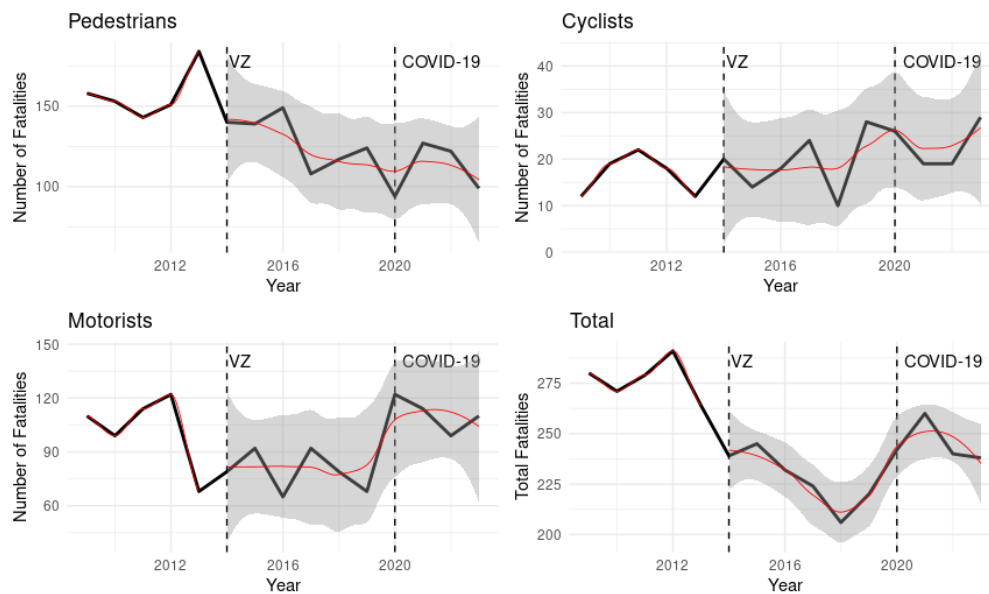 Pedestrians
Number of Fatalities
150
100
VZ
COVID-19
2012
2016
2020
Year
Cyclists
Number of Fatalities
40
30
20
10
0
VZ
COVID-19
2012
2016
2020
Year
Motorists
Number of Fatalities
150
120
90
60
VZ
COVID-19
2012
2016
2020
Year
Total
Total Fatalities
275
250
225
200
VZ
COVID-19
2012
2016
2020
Year